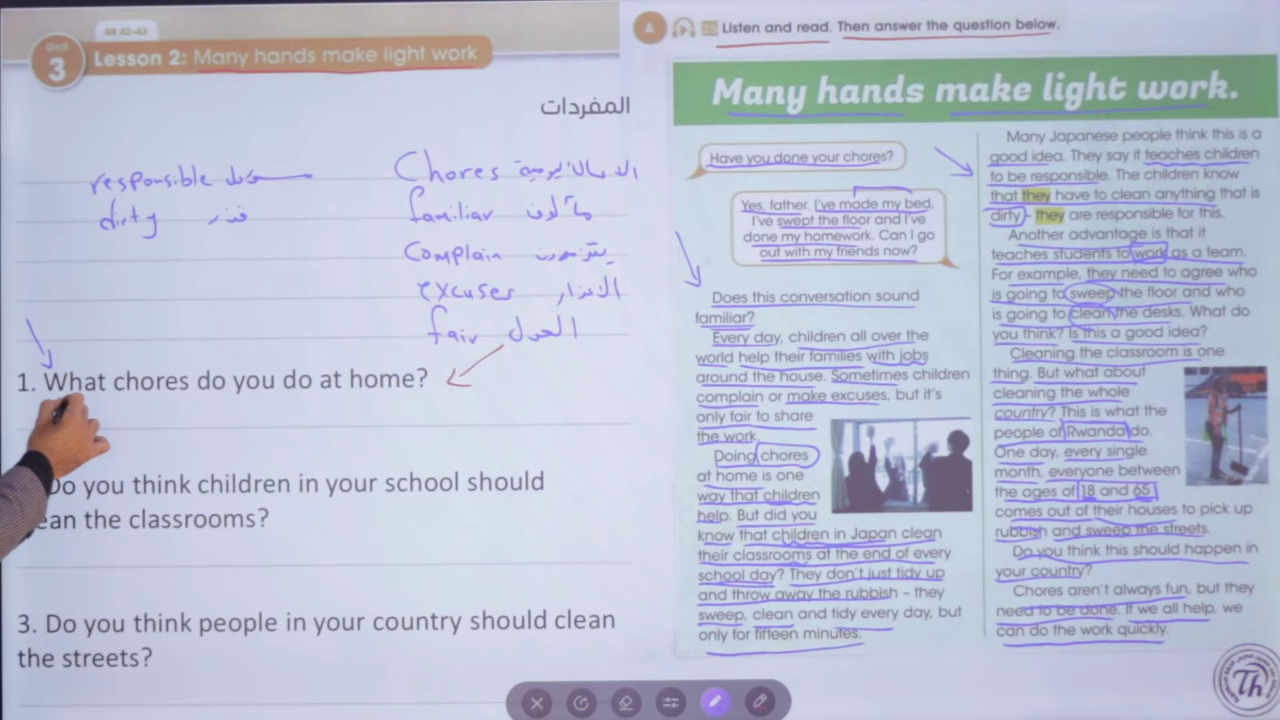 AB 42-43
Unit
3
Lesson 2: Many hands make light work
المفردات
Chores الاعمال اليومية
familiar مألوف
complain يتذمرون
excuses الاعذار
fair العدل
responsible مسؤول
dirty قذر
1. What chores do you do at home?
Do you think children in your school should
ean the classrooms?
3. Do you think people in your country should clean
the streets?
A
Listen and read. Then answer the question below.
Many hands make light work.
Have you done your chores?
Yes, father. I've made my bed.
I've swept the floor and I've
done my homework. Can I go
out with my friends now?
Does this conversation sound
familiar?
Every day, children all over the
world help their families with jobs
around the house. Sometimes children
complain or make excuses, but it's
only fair to share
the work.
Doing chores
at home is one
way that children
help. But did you
know that children in Japan clean
their classrooms at the end of every
school day? They don't just tidy up
and throw away the rubbish – they
sweep, clean and tidy every day, but
only for fifteen minutes.
Many Japanese people think this is a
good idea. They say it teaches children
to be responsible. The children know
that they have to clean anything that is
dirty – they are responsible for this.
Another advantage is that it
teaches students to work as a team.
For example, they need to agree who
is going to sweep the floor and who
is going to clean the desks. What do
you think? Is this a good idea?
Cleaning the classroom is one
thing. But what about
cleaning the whole
country? This is what the
people of Rwanda do.
One day, every single
month, everyone between
the ages of 18 and 65
comes out of their houses to pick up
rubbish and sweep the streets.
Do you think this should happen in
your country?
Chores aren't always fun, but they
need to be done. If we all help, we
can do the work quickly.
Th